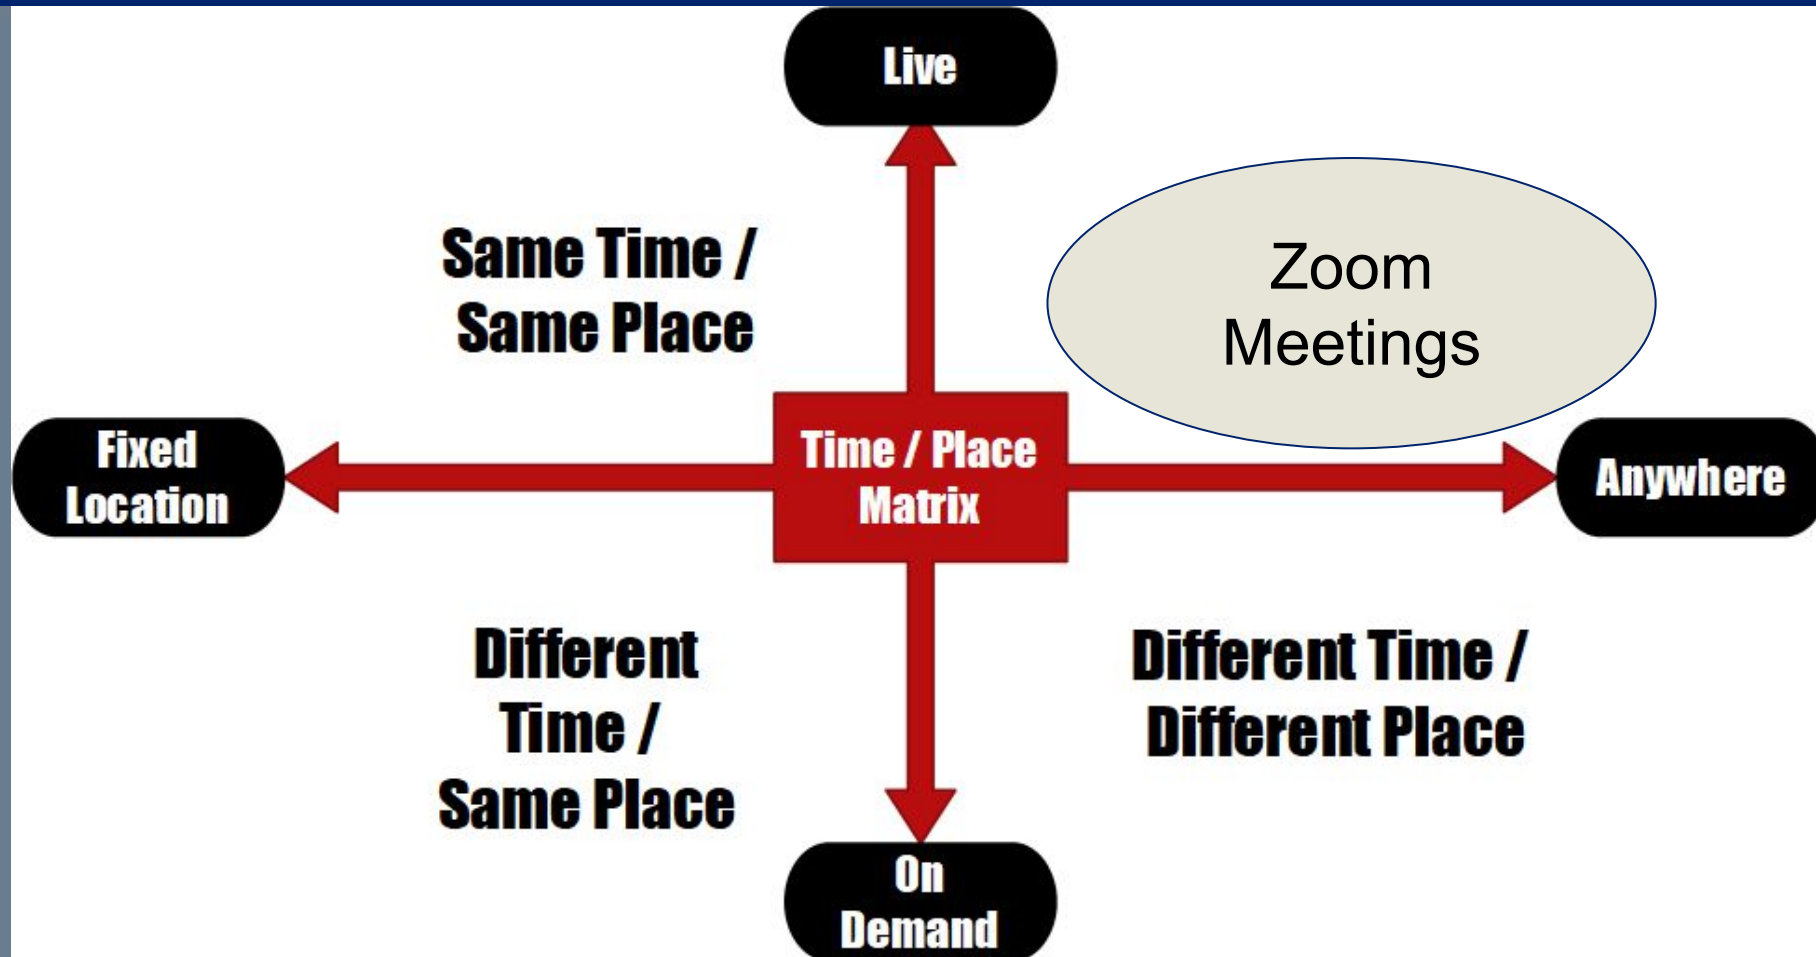 Live
Same Time /
Same Place
Zoom
Meetings
Fixed
Location
Time / Place
Matrix
Anywhere
Different
Time /
Same Place
Different Time /
Different Place
On
Demand